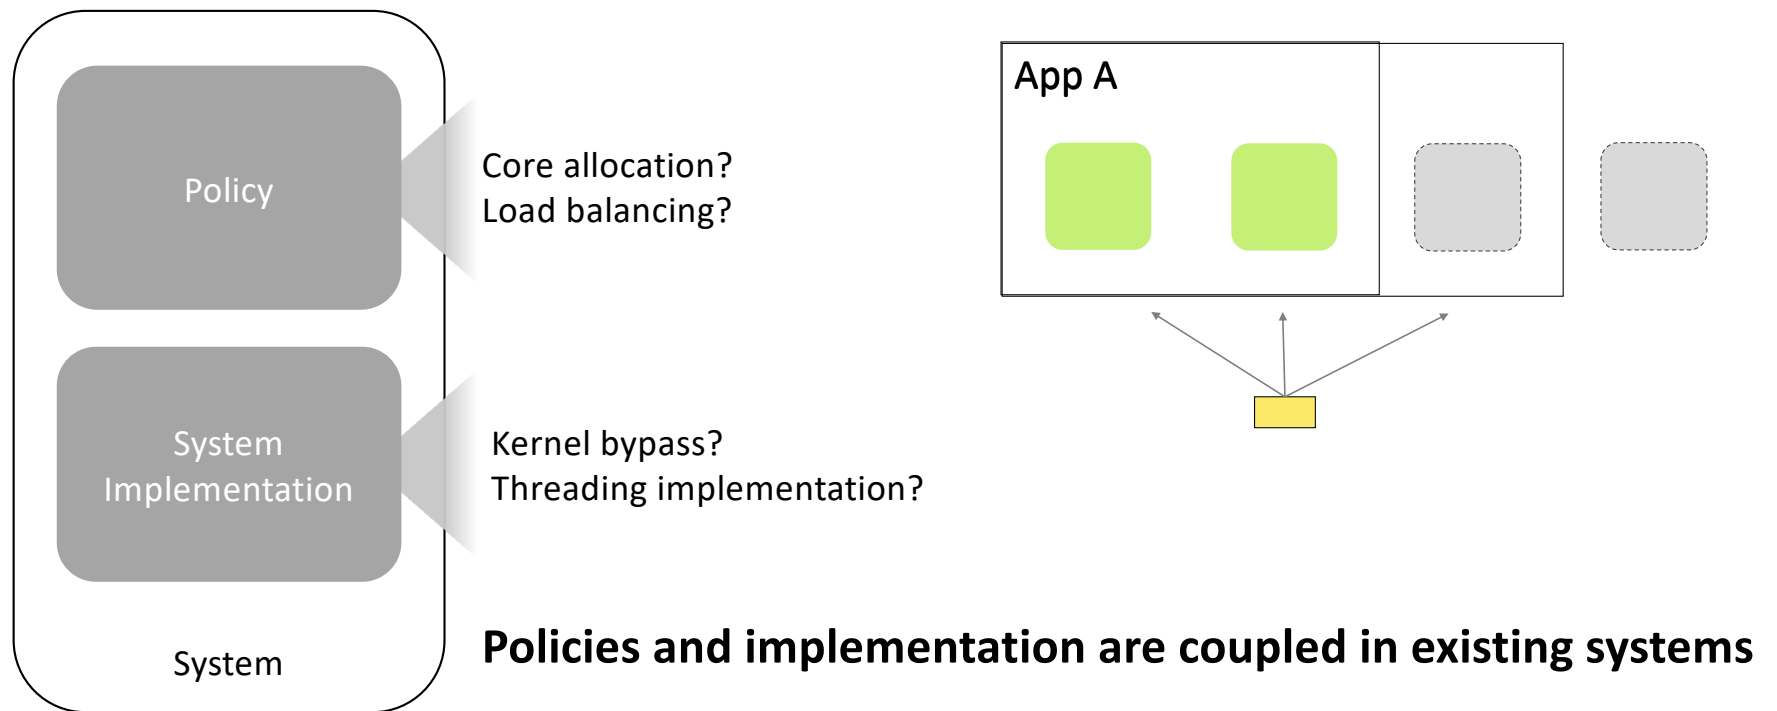 Policy
Core allocation?
Load balancing?
System
Implementation
Kernel bypass?
Threading implementation?
System
App A
Policies and implementation are coupled in existing systems